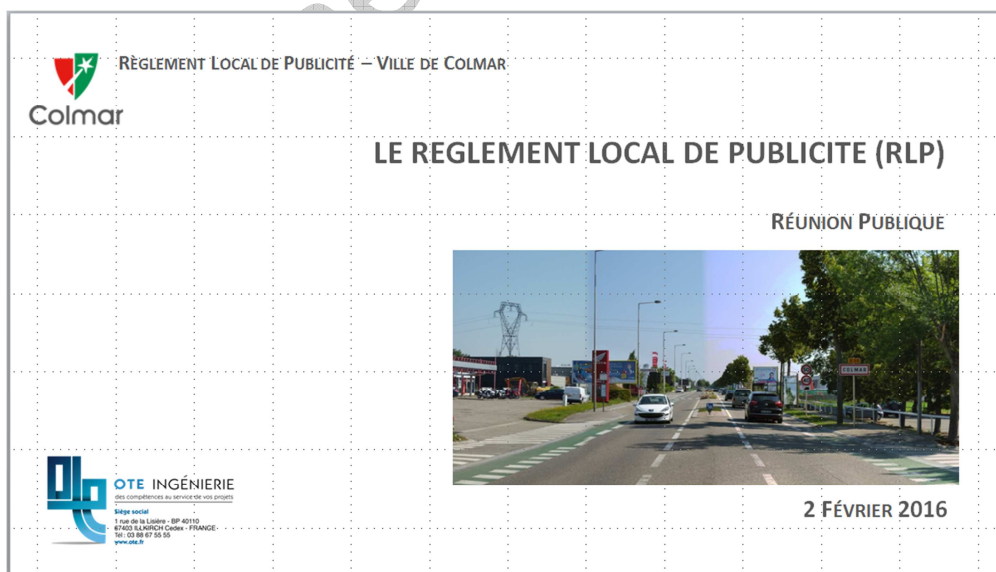 RÈGLEMENT LOCAL DE PUBLICITÉ – VILLE DE COLMAR
Colmar
LE REGLEMENT LOCAL DE PUBLICITE (RLP)
RÉUNION PUBLIQUE
COLMAR
OTE INGÉNIERIE
des compétences au service de vos projets
Siège social
1 rue de la Lisière - BP 40110
67403 ILLKIRCH Cedex - FRANCE
Tél : 03 88 67 55 55
www.ote.fr
2 FÉVRIER 2016